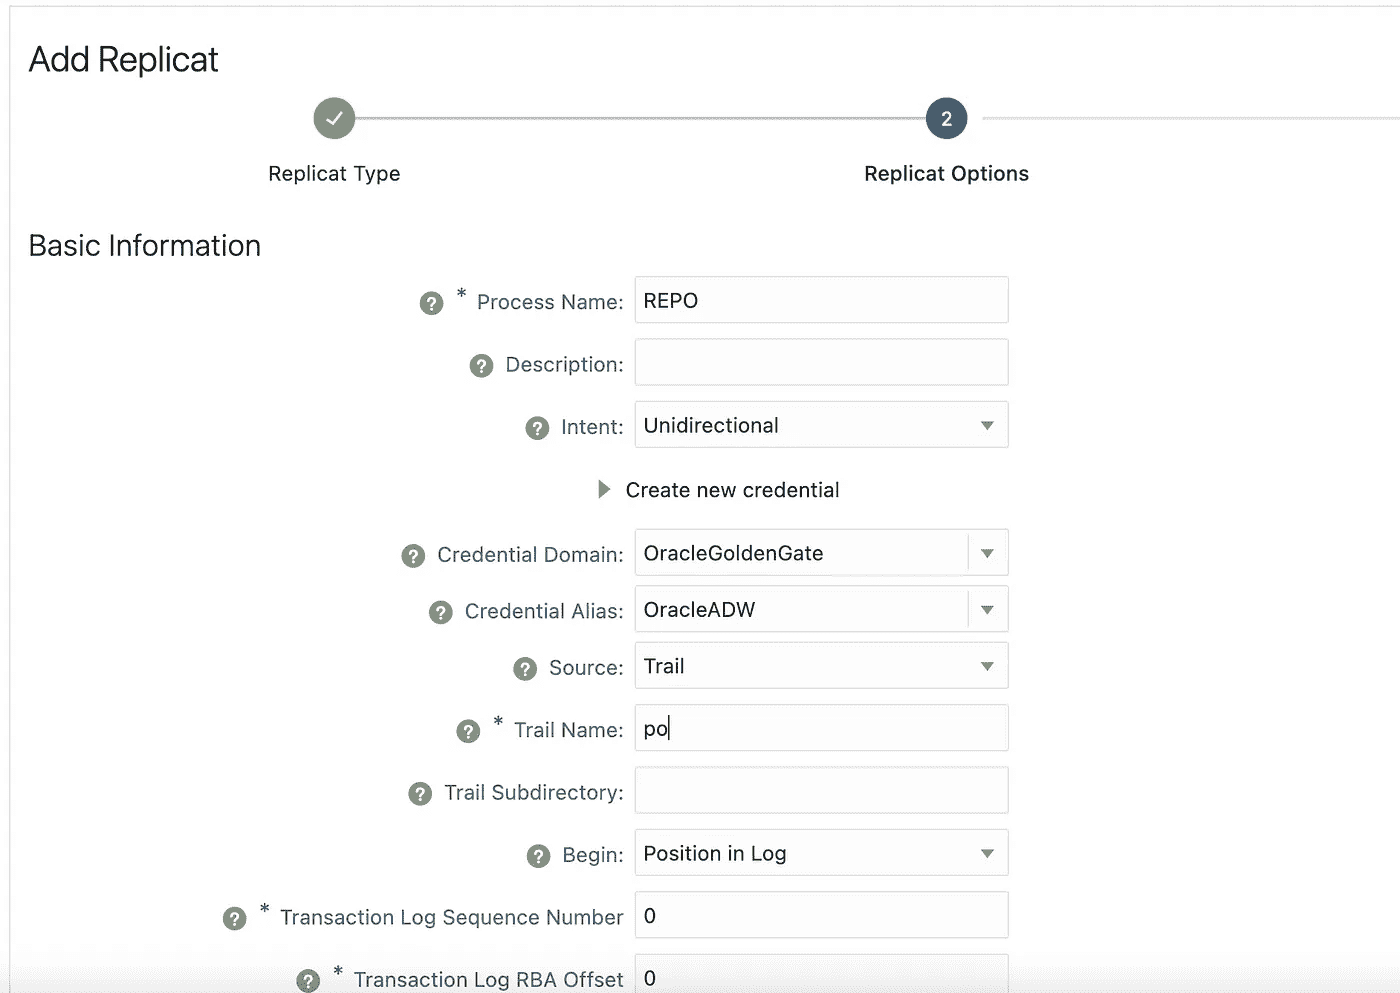 Add Replicat
2
Replicat Type
Replicat Options
Basic Information
? * Process Name: REPO
? Description:
? Intent: Unidirectional
Create new credential
? Credential Domain: OracleGoldenGate
? Credential Alias: OracleADW
? Source: Trail
? * Trail Name: po
? Trail Subdirectory:
? Begin: Position in Log
? * Transaction Log Sequence Number 0
? * Transaction Log RBA Offset 0